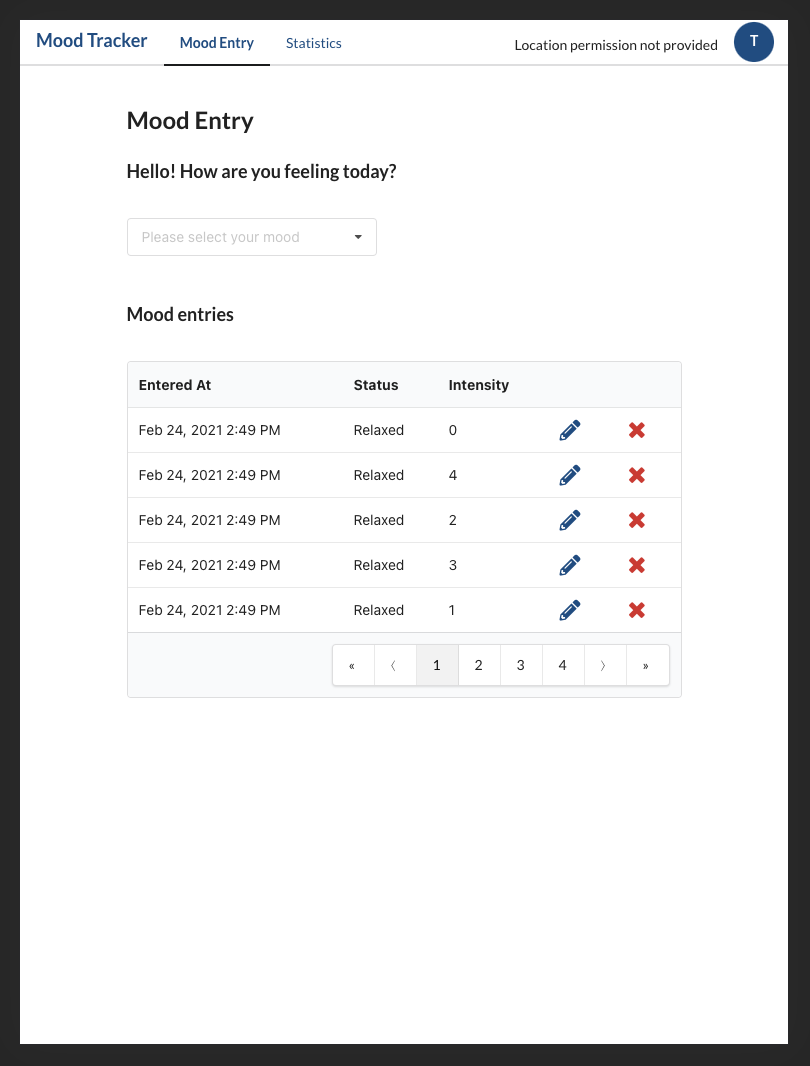 Mood Tracker Mood Entry Statistics Location permission not provided T
Mood Entry
Hello! How are you feeling today?
Please select your mood
Mood entries
Entered At Status Intensity
Feb 24, 2021 2:49 PM Relaxed 0
Feb 24, 2021 2:49 PM Relaxed 4
Feb 24, 2021 2:49 PM Relaxed 2
Feb 24, 2021 2:49 PM Relaxed 3
Feb 24, 2021 2:49 PM Relaxed 1
« ⟨ 1 2 3 4 ⟩ »